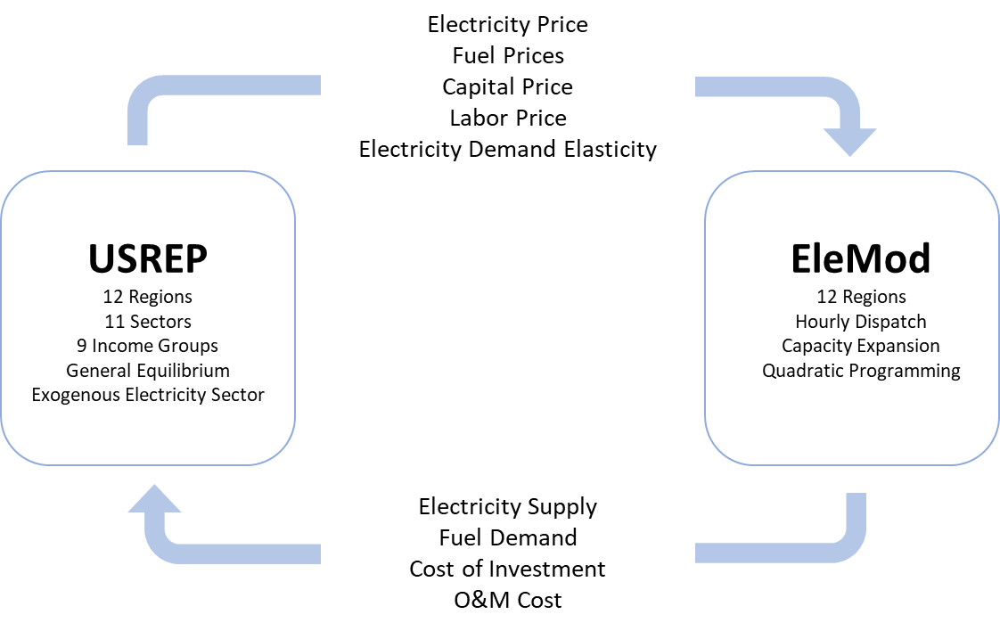 Electricity Price
Fuel Prices
Capital Price
Labor Price
Electricity Demand Elasticity
USREP
12 Regions
11 Sectors
9 Income Groups
General Equilibrium
Exogenous Electricity Sector
EleMod
12 Regions
Hourly Dispatch
Capacity Expansion
Quadratic Programming
Electricity Supply
Fuel Demand
Cost of Investment
O&M Cost